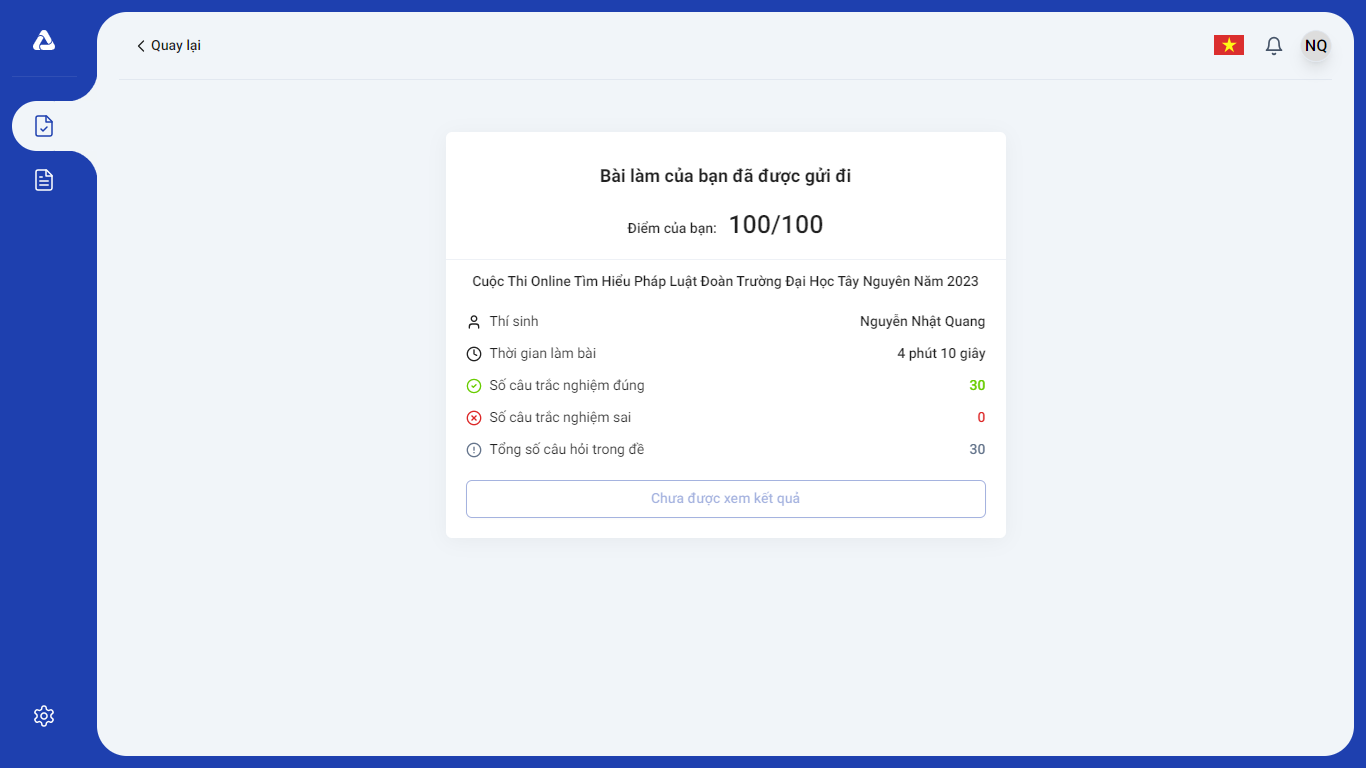 Quay lại
NQ
Bài làm của bạn đã được gửi đi
Điểm của bạn: 100/100
Cuộc Thi Online Tìm Hiểu Pháp Luật Đoàn Trường Đại Học Tây Nguyên Năm 2023
Thí sinh Nguyễn Nhật Quang
Thời gian làm bài 4 phút 10 giây
Số câu trắc nghiệm đúng 30
Số câu trắc nghiệm sai 0
Tổng số câu hỏi trong đề 30
Chưa được xem kết quả